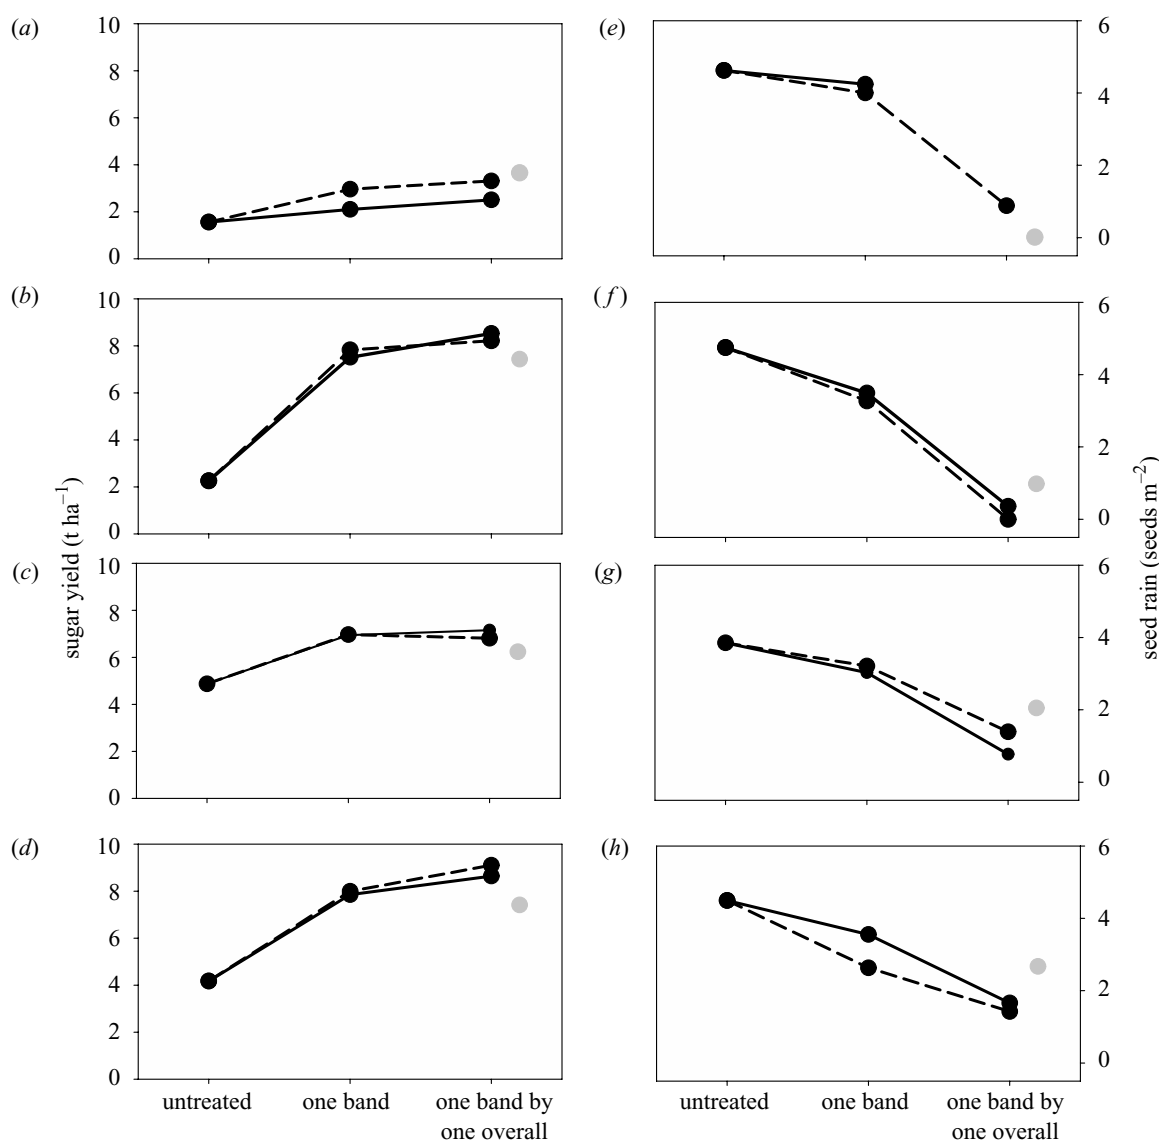 (a)
10
8
6
4
2
0
(b)
10
8
6
4
2
0
(c)
10
8
6
4
2
0
(d)
10
8
6
4
2
0
sugar yield (t ha−1)
untreated
one band
one band by
one overall
(e)
6
4
2
0
(f)
6
4
2
0
(g)
6
4
2
0
(h)
6
4
2
0
seed rain (seeds m−2)
untreated
one band
one band by
one overall